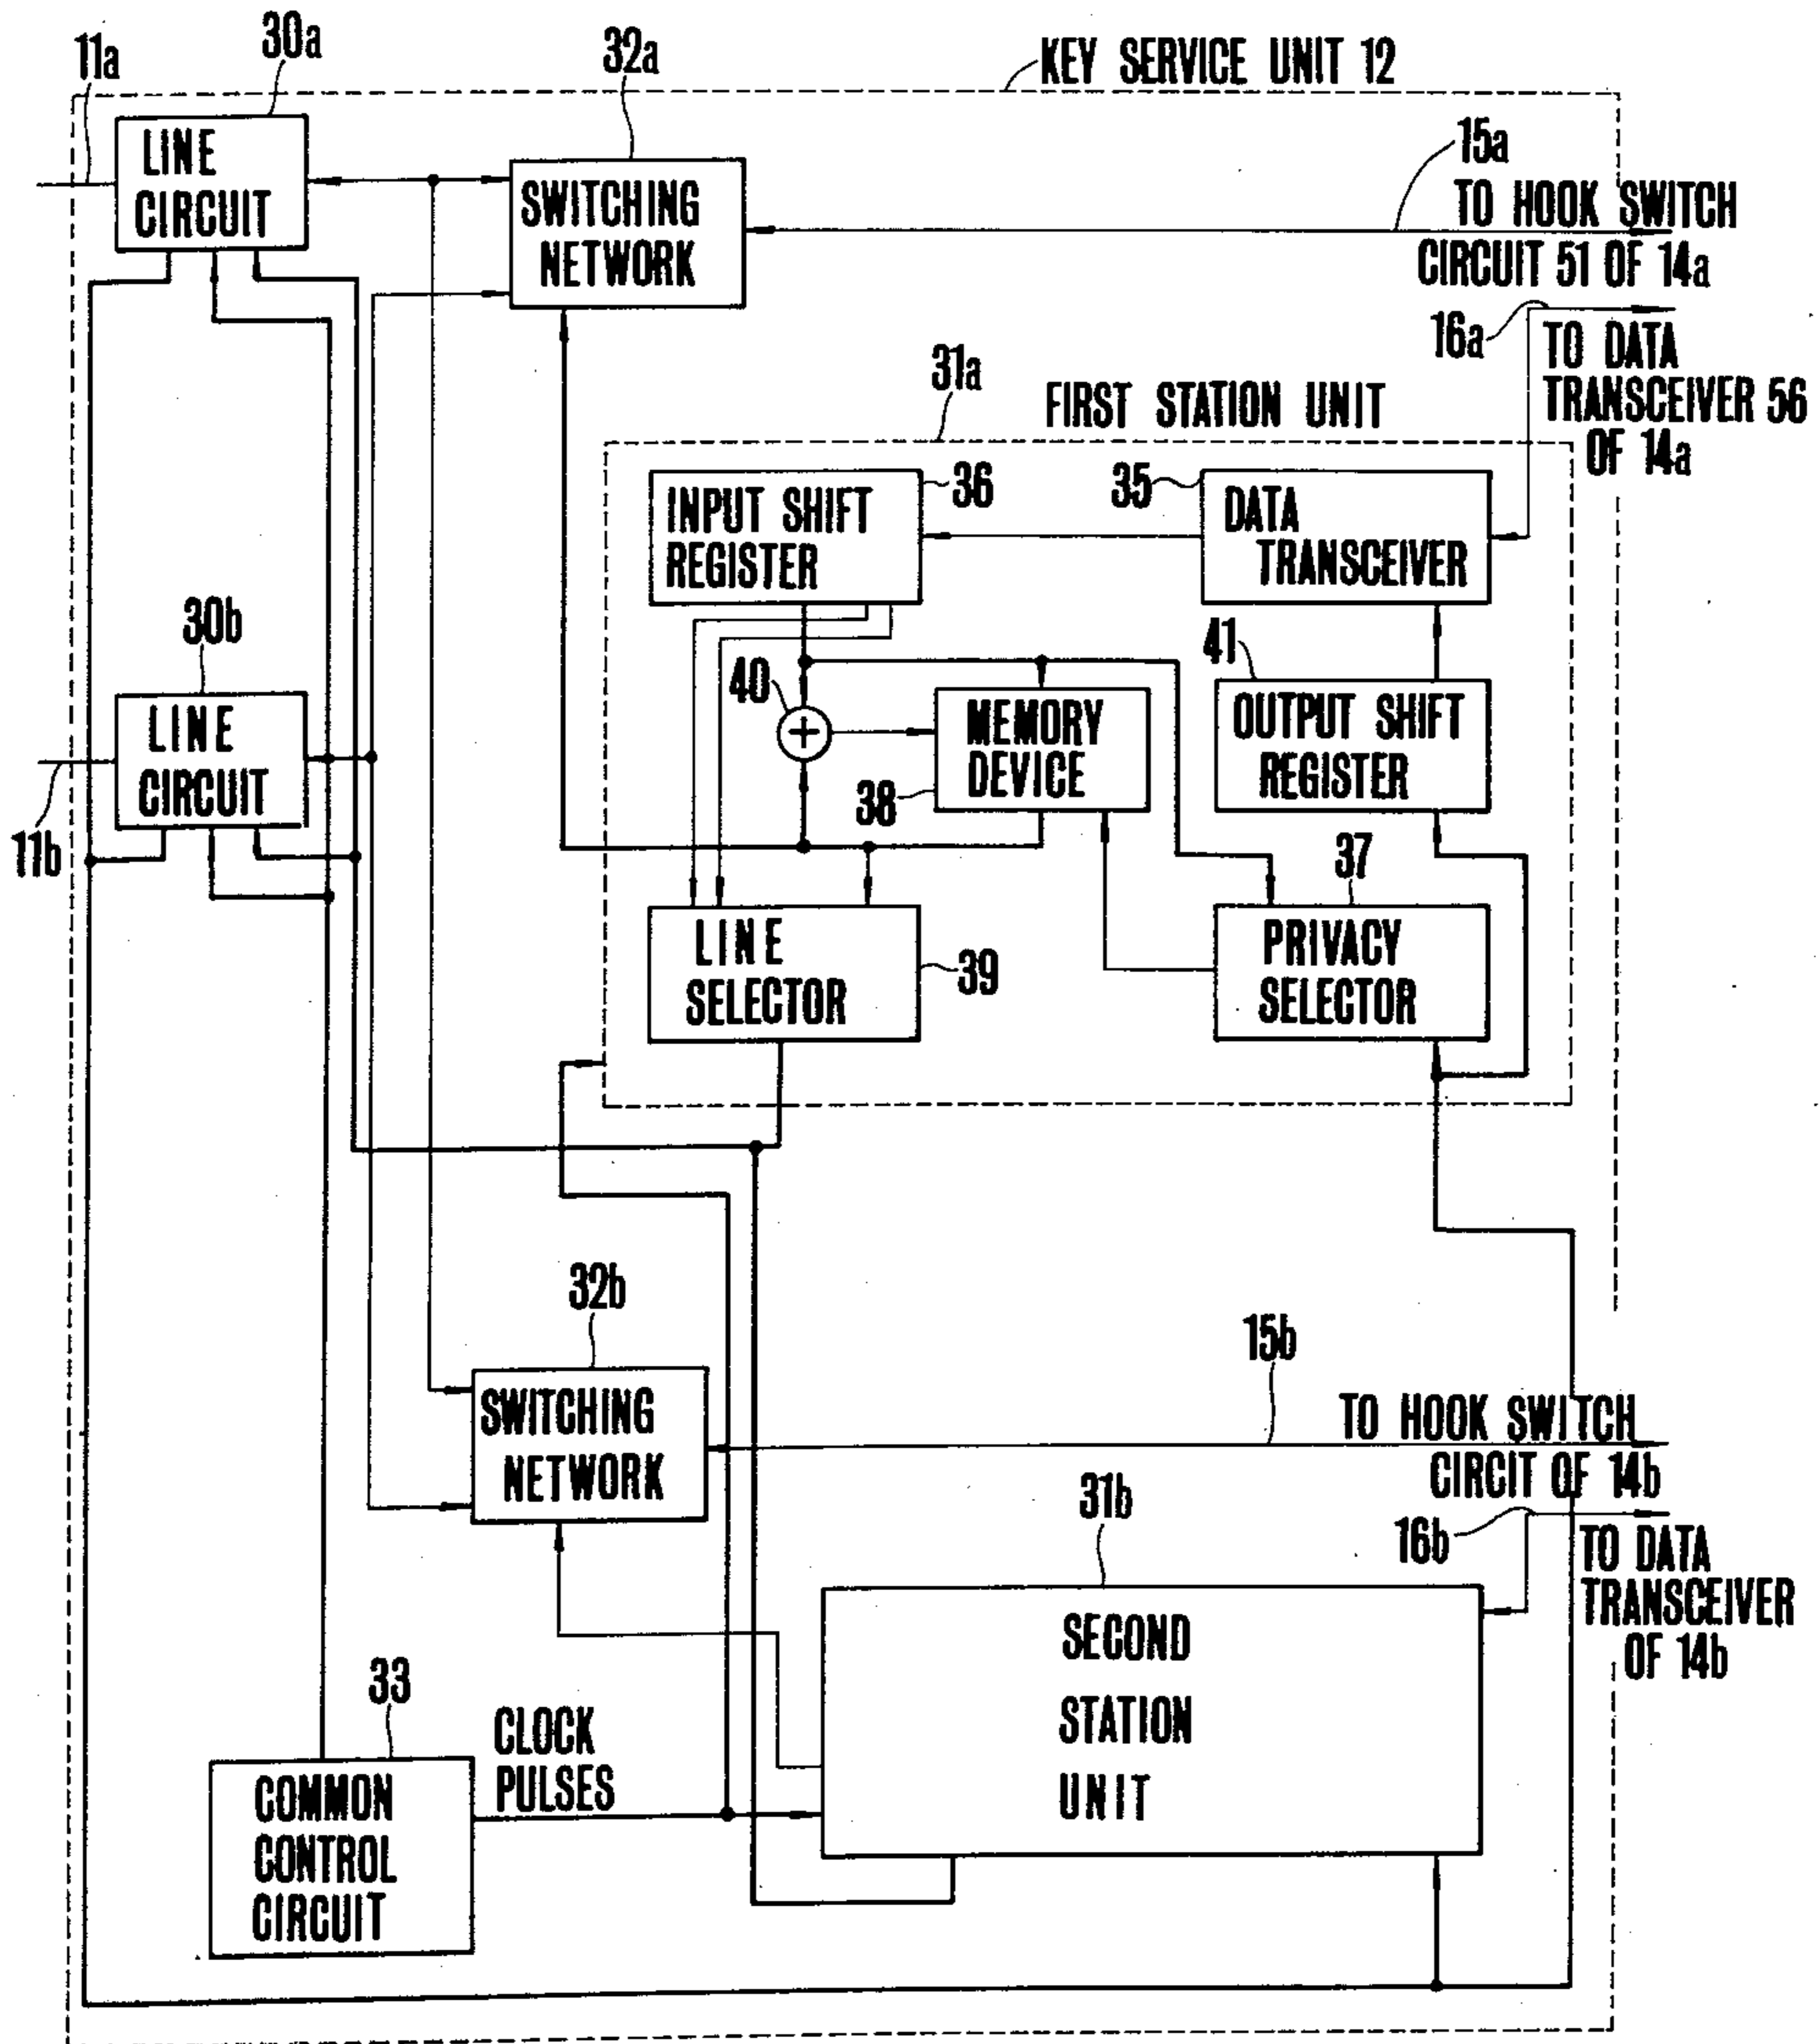 30a
11a
32a
KEY SERVICE UNIT 12
LINE
CIRCUIT
15a
SWITCHING
NETWORK
TO HOOK SWITCH
CIRCUIT 51 OF 14a
16a
TO DATA
TRANSCEIVER 56
OF 14a
31a
FIRST STATION UNIT
36
35
INPUT SHIFT
REGISTER
DATA
TRANSCEIVER
30b
41
40
LINE
CIRCUIT
MEMORY
DEVICE
OUTPUT SHIFT
REGISTER
38
11b
37
LINE
SELECTOR
39
PRIVACY
SELECTOR
32b
15b
SWITCHING
NETWORK
TO HOOK SWITCH
CIRCIT OF 14b
31b
16b
TO DATA
TRANSCEIVER
OF 14b
SECOND
STATION
UNIT
33
CLOCK
PULSES
COMMON
CONTROL
CIRCUIT